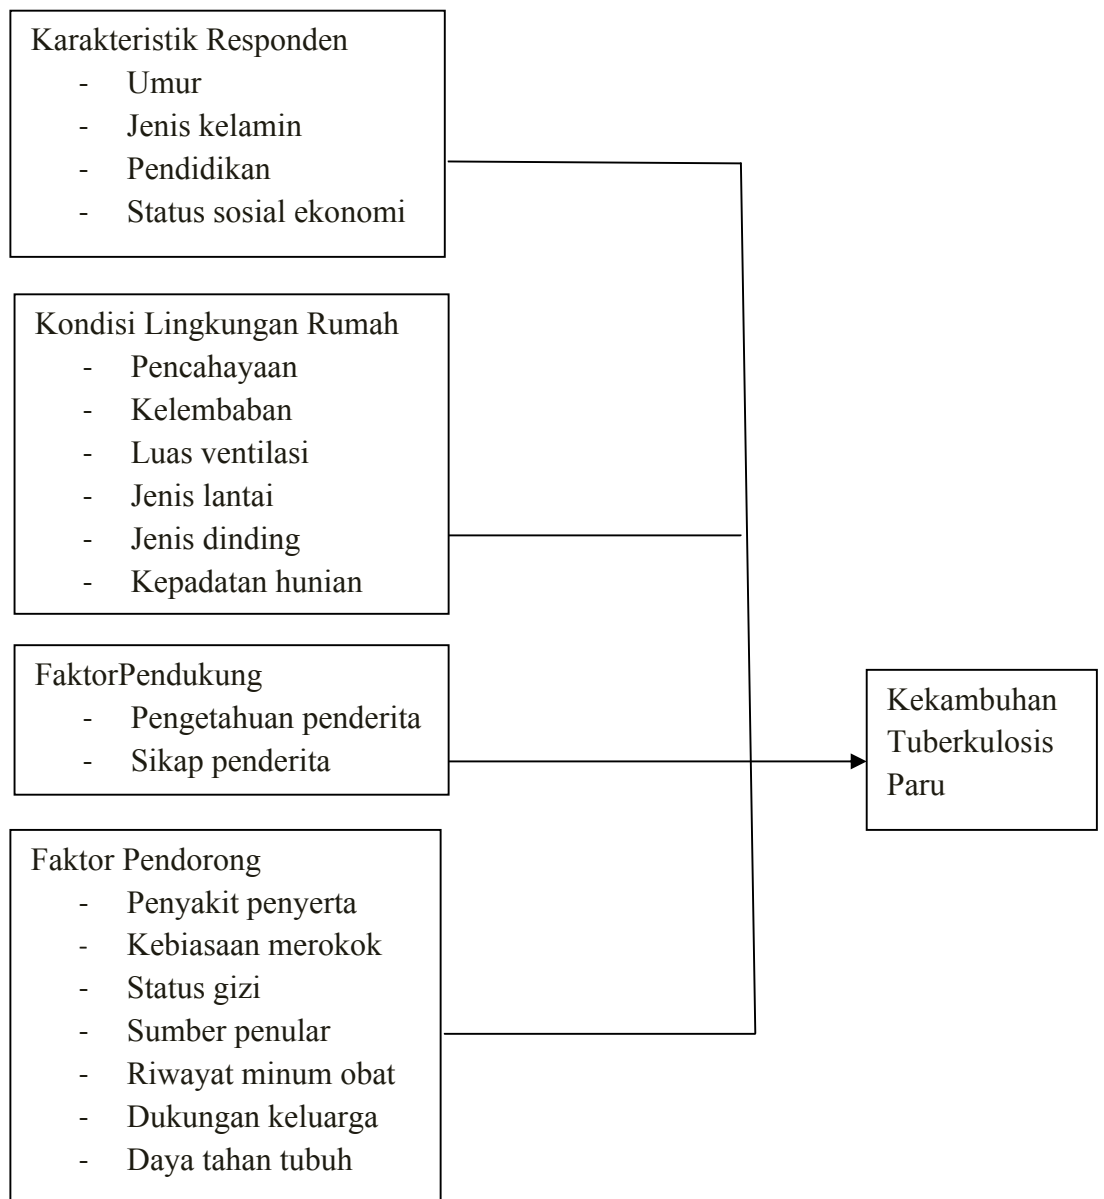 Karakteristik Responden
- Umur
- Jenis kelamin
- Pendidikan
- Status sosial ekonomi
Kondisi Lingkungan Rumah
- Pencahayaan
- Kelembaban
- Luas ventilasi
- Jenis lantai
- Jenis dinding
- Kepadatan hunian
FaktorPendukung
- Pengetahuan penderita
- Sikap penderita
Faktor Pendorong
- Penyakit penyerta
- Kebiasaan merokok
- Status gizi
- Sumber penular
- Riwayat minum obat
- Dukungan keluarga
- Daya tahan tubuh
Kekambuhan
Tuberkulosis
Paru